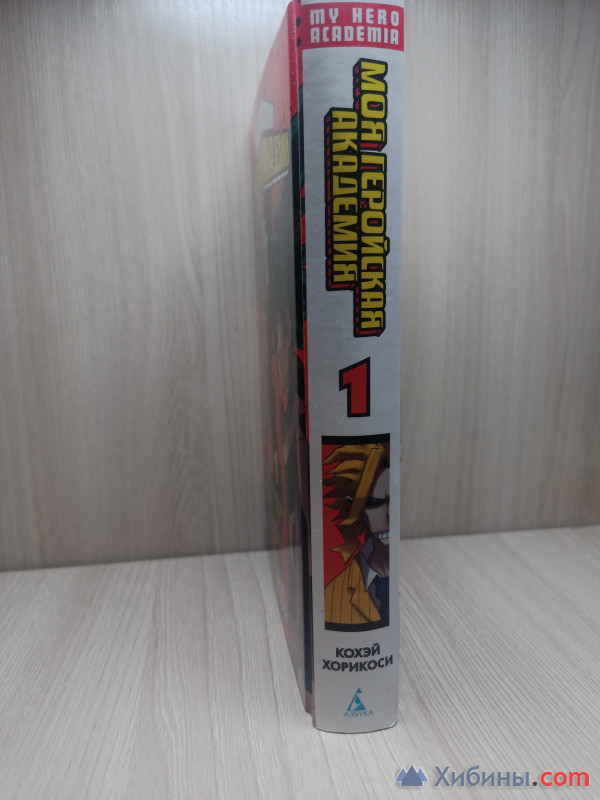 MY HERO
ACADEMIA
МОЯ ГЕРОЙСКАЯ
АКАДЕМИЯ
1
КОХЭЙ
ХОРИКОСИ
АЗБУКА
Хибины.com